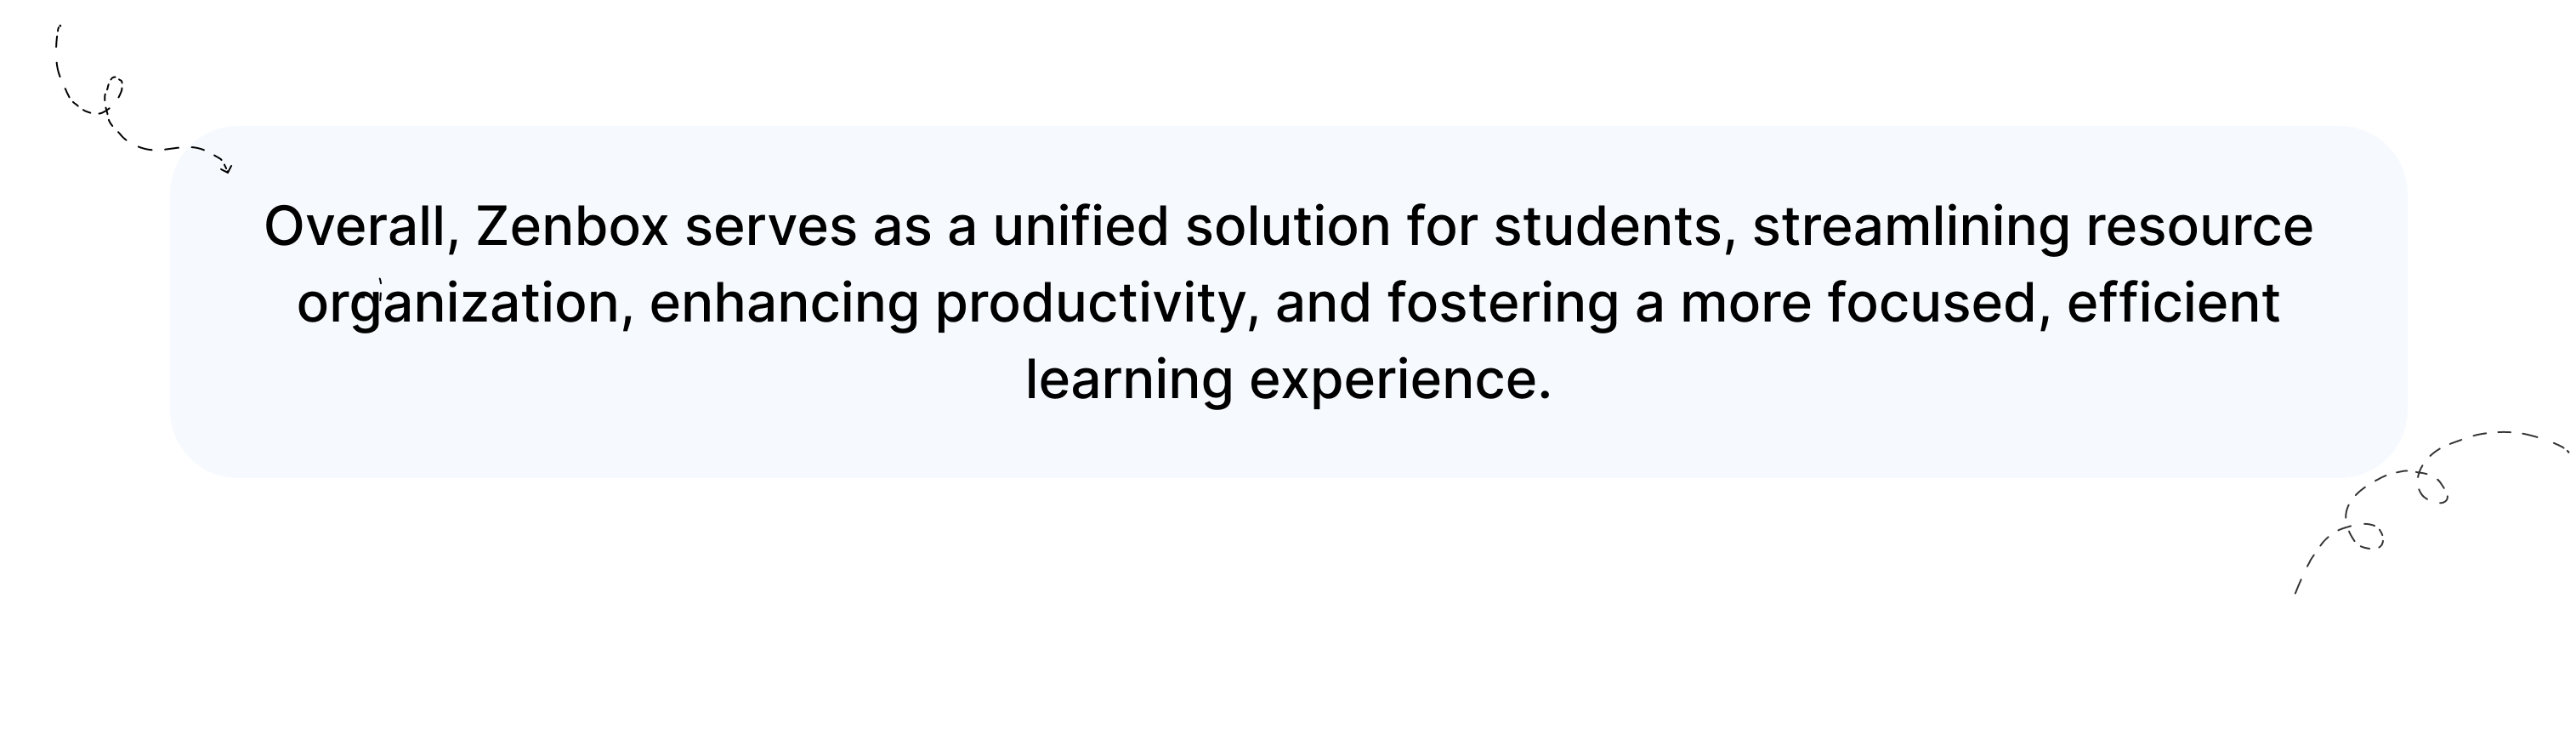 Overall, Zenbox serves as a unified solution for students, streamlining resource
organization, enhancing productivity, and fostering a more focused, efficient
learning experience.